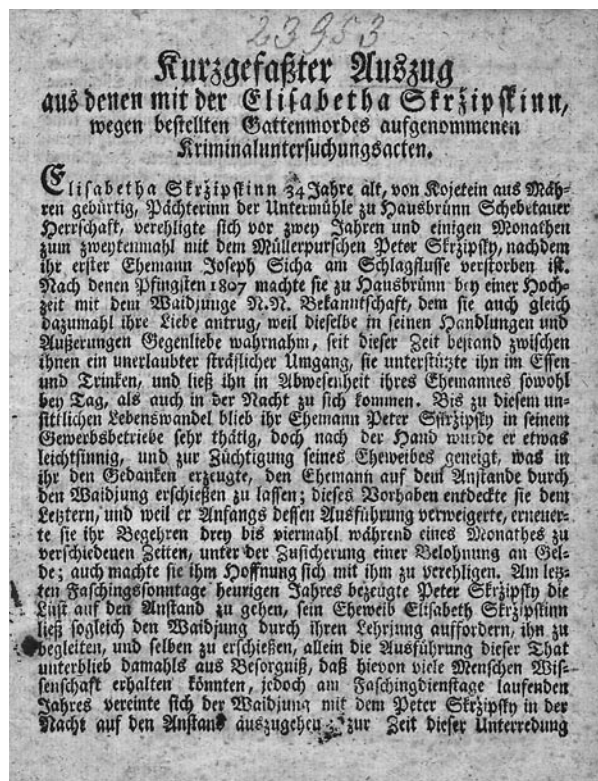 23953
Kurzgefaßter Auszug
aus denen mit der Elisabetha Skržipskinn,
wegen bestellten Gattenmordes aufgenommenen
Kriminaluntersuchungsacten.
Elisabetha Skržipskinn 34 Jahre alt, von Kojetein aus Mäh=
ren gebürtig, Pächterinn der Untermühle zu Hausbrünn Schebetauer
Herrschaft, verehligte sich vor zwey Jahren und einigen Monathen
zum zweytenmahl mit dem Müllerpurschen Peter Skržipsky, nachdem
ihr erster Ehemann Joseph Sicha am Schlagflusse verstorben ist.
Nach denen Pfingsten 1807 machte sie zu Hausbrünn bey einer Hoch=
zeit mit dem Waidjunge N.N. Bekanntschaft, dem sie auch gleich
dazumahl ihre Liebe antrug, weil dieselbe in seinen Handlungen und
Äußerungen Gegenliebe wahrnahm, seit dieser Zeit bestand zwischen
ihnen ein unerlaubter sträflicher Umgang, sie unterstützte ihn im Essen
und Trinken, und ließ ihn in Abwesenheit ihres Ehemannes sowohl
bey Tag, als auch in der Nacht zu sich kommen. Bis zu diesem un=
sittlichen Lebenswandel blieb ihr Ehemann Peter Skržipsky in seinem
Gewerbsbetriebe sehr thätig, doch nach der Hand wurde er etwas
leichtsinnig, und zur Züchtigung seines Eheweibes geneigt, was in
ihr den Gedanken erzeugte, den Ehemann auf dem Anstande durch
den Waidjung erschießen zu lassen; dieses Vorhaben entdeckte sie dem
Letztern, und weil er Anfangs dessen Ausführung verweigerte, erneuer=
te sie ihr Begehren drey bis viermahl während eines Monathes zu
verschiedenen Zeiten, unter der Zusicherung einer Belohnung an Gel=
de; auch machte sie ihm Hoffnung sich mit ihm zu verehligen. Am letz=
ten Faschingssonntage heurigen Jahres bezeugte Peter Skržipsky die
Lust auf den Anstand zu gehen, sein Eheweib Elisabeth Skržipskinn
ließ sogleich den Waidjung durch ihren Lehrjung auffordern, ihn zu
begleiten, und selben zu erschießen, allein die Ausführung dieser That
unterblieb damahls aus Besorgniß, daß hievon viele Menschen Wis=
senschaft erhalten könnten, jedoch am Faschingdienstage laufenden
Jahres vereinte sich der Waidjung mit dem Peter Skržipsky in der
Nacht auf den Anstand auszugehen; zur Zeit dieser Unterredung